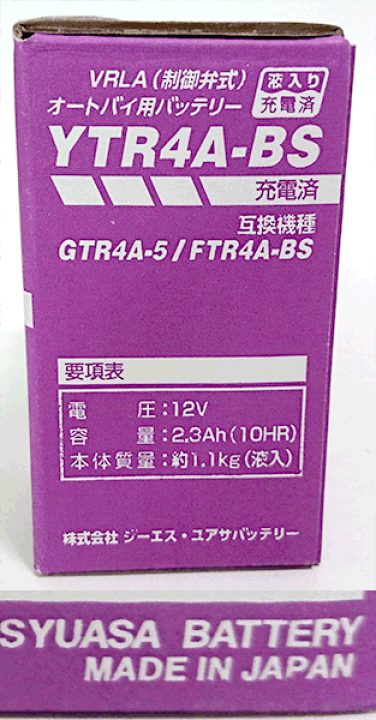 VRLA(制御弁式)
液入り
充電済
オートバイ用バッテリー
YTR4A-BS
充電済
互換機種
GTR4A-5/FTR4A-BS
要項表
電 圧:12V
容 量:2.3Ah(10HR)
本体質量:約1.1kg(液入)
株式会社 ジーエス・ユアサバッテリー
SYUASA BATTERY
MADE IN JAPAN